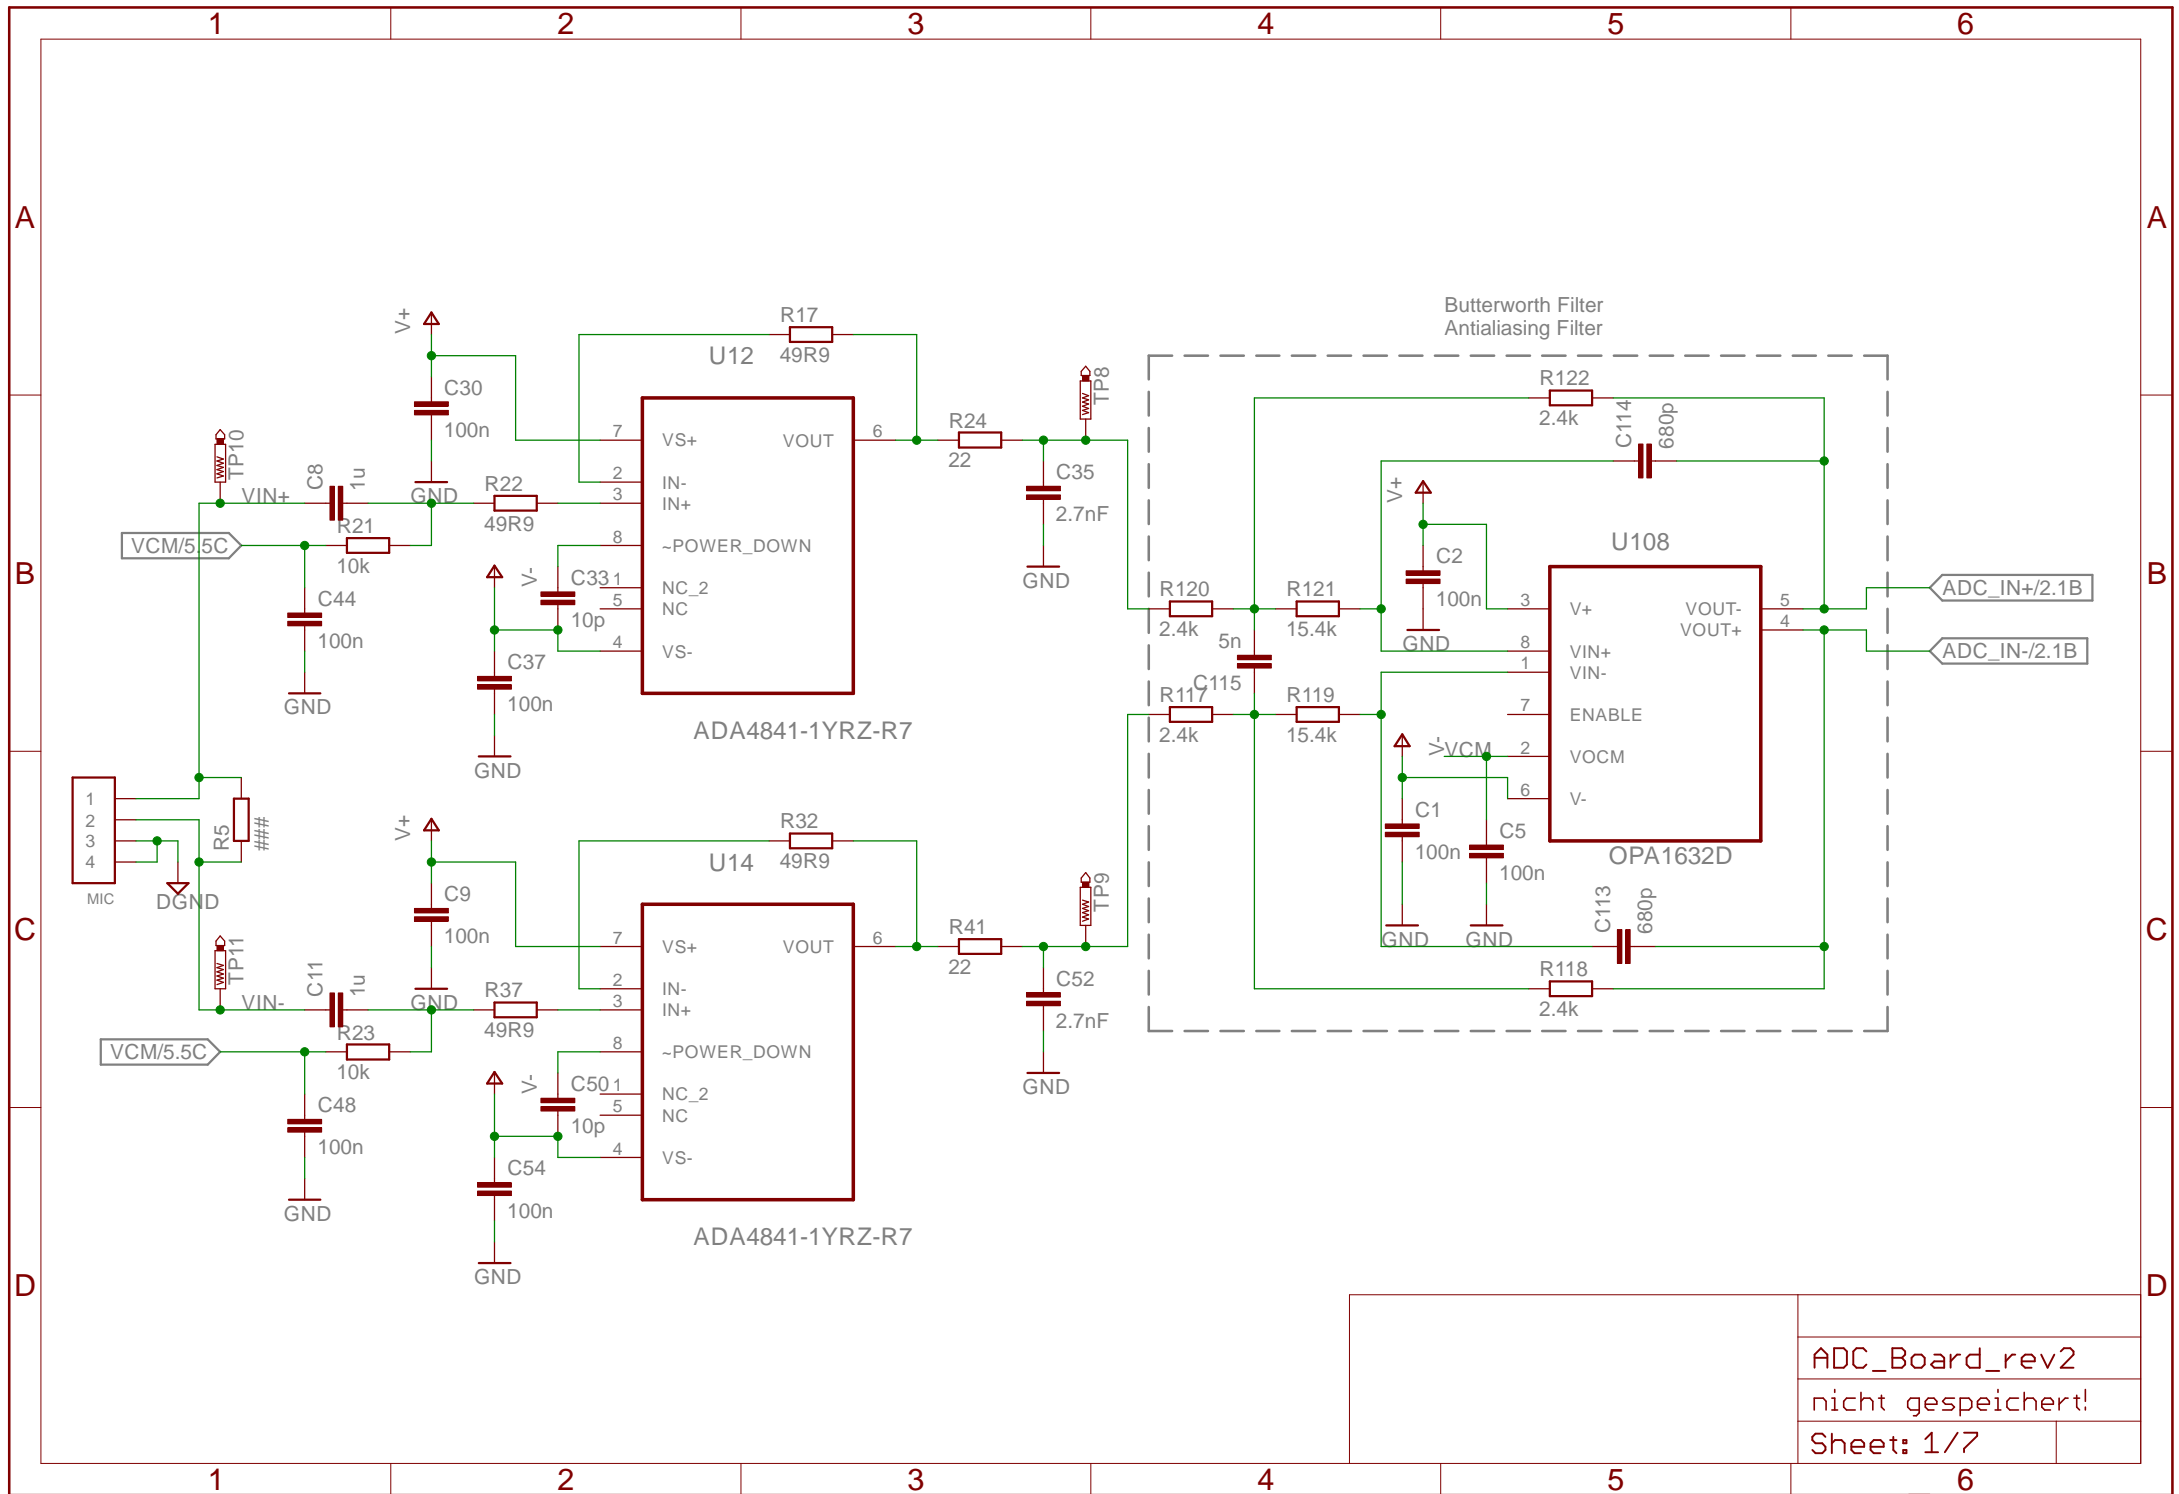 1 2 3 4 5 6
A A
B B
C C
D D
Butterworth Filter
Antialiasing Filter
V+
C30
100n
GND
R17
49R9
U12
VS+
IN-
IN+
~POWER_DOWN
NC_2
NC
VS-
VOUT
7
2
3
8
1
5
4
6
ADA4841-1YRZ-R7
TP10
VIN+
C8
1u
R22
49R9
VCM/5.5C
R21
10k
C44
100n
GND
V-
C33
10p
C37
100n
GND
R24
22
TP8
C35
2.7nF
GND
1
2
3
4
MIC
DGND
R5
###
V+
C9
100n
GND
R32
49R9
U14
VS+
IN-
IN+
~POWER_DOWN
NC_2
NC
VS-
VOUT
7
2
3
8
1
5
4
6
ADA4841-1YRZ-R7
TP11
VIN-
C11
1u
R37
49R9
VCM/5.5C
R23
10k
C48
100n
GND
V-
C50
10p
C54
100n
GND
R41
22
TP9
C52
2.7nF
GND
R122
2.4k
C114
680p
V+
C2
100n
GND
R120
2.4k
R121
15.4k
5n
C115
R117
2.4k
R119
15.4k
U108
V+
VIN+
VIN-
ENABLE
VOCM
V-
VOUT-
VOUT+
3
8
1
7
2
6
5
4
OPA1632D
V-
VCM
C1
100n
GND
C5
100n
GND
C113
680p
R118
2.4k
ADC_IN+/2.1B
ADC_IN-/2.1B
ADC_Board_rev2
nicht gespeichert!
Sheet: 1/7
1 2 3 4 5 6